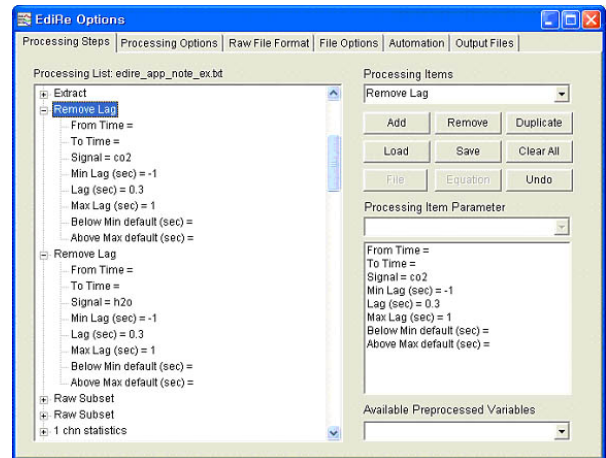 EdiRe Options
Processing Steps
Processing Options
Raw File Format
File Options
Automation
Output Files
Processing List: edire_app_note_ex.txt
Extract
Remove Lag
From Time =
To Time =
Signal = co2
Min Lag (sec) = -1
Lag (sec) = 0.3
Max Lag (sec) = 1
Below Min default (sec) =
Above Max default (sec) =
Remove Lag
From Time =
To Time =
Signal = h2o
Min Lag (sec) = -1
Lag (sec) = 0.3
Max Lag (sec) = 1
Below Min default (sec) =
Above Max default (sec) =
Raw Subset
Raw Subset
1 chn statistics
Processing Items
Remove Lag
Add
Remove
Duplicate
Load
Save
Clear All
File
Equation
Undo
Processing Item Parameter
From Time =
To Time =
Signal = co2
Min Lag (sec) = -1
Lag (sec) = 0.3
Max Lag (sec) = 1
Below Min default (sec) =
Above Max default (sec) =
Available Preprocessed Variables